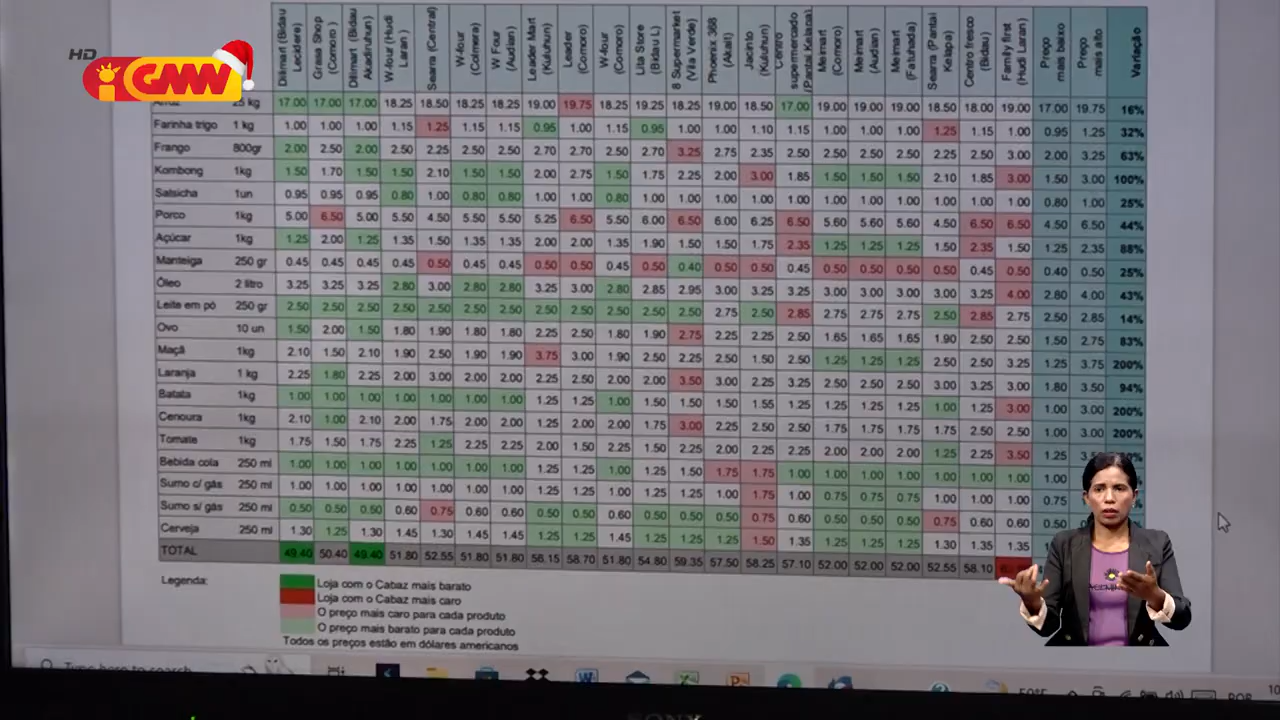 HD
GMN
Dilimart (Bidau Lecidere) Grasia Shop (Comoro) Dilimart (Bidau Akadiruhun) W-four (Hudi Laran) Searra (Central) W-four (Colmera) W Four (Audian) Leader Mart (Kuluhun) Leader (Comoro) W-four (Comoro) Lita Store (Bidau L) 8 Supermarket (Vila Verde) Phoenix 368 (Akait) Jacinto (Kuluhun) Centro supermercado (Pantai Kelapa) Meimart (Comoro) Meimart (Audian) Meimart (Fatuhada) Searra (Pantai Kelapa) Centro fresco (Bidau) Family first (Hudi Laran) Preço mais baixo Preço mais alto Variação
Arroz 25 kg 17.00 17.00 17.00 18.25 18.50 18.25 18.25 19.00 19.75 18.25 19.25 18.25 19.00 18.50 17.00 19.00 19.00 19.00 18.50 18.00 19.00 17.00 19.75 16%
Farinha trigo 1 kg 1.00 1.00 1.00 1.15 1.25 1.15 1.15 0.95 1.00 1.15 0.95 1.00 1.00 1.10 1.15 1.00 1.00 1.00 1.25 1.15 1.00 0.95 1.25 32%
Frango 800gr 2.00 2.50 2.00 2.50 2.25 2.50 2.50 2.70 2.70 2.50 2.70 3.25 2.75 2.35 2.50 2.50 2.50 2.50 2.25 2.50 3.00 2.00 3.25 63%
Kombong 1kg 1.50 1.70 1.50 1.50 2.10 1.50 1.50 2.00 2.75 1.50 1.75 2.25 2.00 3.00 1.85 1.50 1.50 1.50 2.10 1.85 3.00 1.50 3.00 100%
Salsicha 1un 0.95 0.95 0.95 0.80 1.00 0.80 0.80 1.00 1.00 0.80 1.00 1.00 1.00 1.00 1.00 1.00 1.00 1.00 1.00 1.00 1.00 0.80 1.00 25%
Porco 1kg 5.00 6.50 5.00 5.50 4.50 5.50 5.50 5.25 6.50 5.50 6.00 6.50 6.00 6.25 6.50 5.60 5.60 5.60 4.50 6.50 6.50 4.50 6.50 44%
Açúcar 1kg 1.25 2.00 1.25 1.35 1.50 1.35 1.35 2.00 2.00 1.35 1.90 1.50 1.50 1.75 2.35 1.25 1.25 1.25 1.50 2.35 1.50 1.25 2.35 88%
Manteiga 250 gr 0.45 0.45 0.45 0.45 0.50 0.45 0.45 0.50 0.50 0.45 0.50 0.40 0.50 0.50 0.45 0.50 0.50 0.50 0.50 0.45 0.50 0.40 0.50 25%
Óleo 2 litro 3.25 3.25 3.25 2.80 3.00 2.80 2.80 3.25 3.00 2.80 2.85 2.95 3.00 3.25 3.25 3.00 3.00 3.00 3.00 3.25 4.00 2.80 4.00 43%
Leite em pó 250 gr 2.50 2.50 2.50 2.50 2.50 2.50 2.50 2.50 2.50 2.50 2.50 2.50 2.75 2.50 2.85 2.75 2.75 2.75 2.50 2.85 2.75 2.50 2.85 14%
Ovo 10 un 1.50 2.00 1.50 1.80 1.90 1.80 1.80 2.25 2.50 1.80 1.90 2.75 2.25 2.25 2.50 1.65 1.65 1.65 1.90 2.50 2.50 1.50 2.75 83%
Maçã 1kg 2.10 1.50 2.10 1.90 2.50 1.90 1.90 3.75 3.00 1.90 2.50 2.25 2.50 1.50 2.50 1.25 1.25 1.25 2.50 2.50 3.25 1.25 3.75 200%
Laranja 1 kg 2.25 1.80 2.25 2.00 3.00 2.00 2.00 2.25 2.50 2.00 2.00 3.50 3.00 2.25 3.25 2.50 2.50 2.50 3.00 3.25 3.50 1.80 3.50 94%
Batata 1kg 1.00 1.00 1.00 1.00 1.00 1.00 1.00 1.25 1.25 1.00 1.50 1.50 1.50 1.55 1.25 1.25 1.25 1.25 1.00 1.25 3.00 1.00 3.00 200%
Cenoura 1kg 2.10 1.00 2.10 2.00 1.75 2.00 2.00 1.25 2.00 2.00 1.75 3.00 2.25 2.50 2.50 1.75 1.75 1.75 1.75 2.50 2.50 1.00 3.00 200%
Tomate 1kg 1.75 1.50 1.75 2.25 1.25 2.25 2.25 2.00 1.50 2.25 1.50 2.25 2.50 2.50 2.25 2.00 2.00 2.00 1.25 2.25 3.50 1.25
Bebida cola 250 ml 1.00 1.00 1.00 1.00 1.00 1.00 1.00 1.25 1.25 1.00 1.25 1.50 1.75 1.75 1.00 1.00 1.00 1.00 1.00 1.00 1.00 1.00
Sumo c/ gás 250 ml 1.00 1.00 1.00 1.00 1.00 1.00 1.00 1.25 1.25 1.00 1.25 1.25 1.00 1.75 1.00 0.75 0.75 0.75 1.00 1.00 1.00 0.75
Sumo s/ gás 250 ml 0.50 0.50 0.50 0.60 0.75 0.60 0.60 0.50 0.50 0.60 0.50 0.50 0.50 0.75 0.60 0.50 0.50 0.50 0.75 0.60 0.60 0.50
Cerveja 250 ml 1.30 1.25 1.30 1.45 1.30 1.45 1.45 1.25 1.25 1.45 1.25 1.25 1.25 1.50 1.35 1.25 1.25 1.25 1.30 1.35 1.35
TOTAL 49.40 50.40 49.40 51.80 52.55 51.80 51.80 56.15 58.70 51.80 54.80 59.35 57.50 58.25 57.10 52.00 52.00 52.00 52.55 58.10
Legenda:
Loja com o Cabaz mais barato
Loja com o Cabaz mais caro
O preço mais caro para cada produto
O preço mais barato para cada produto
Todos os preços estão em dólares americanos
Type here to search
50°F
POR
10
SONY